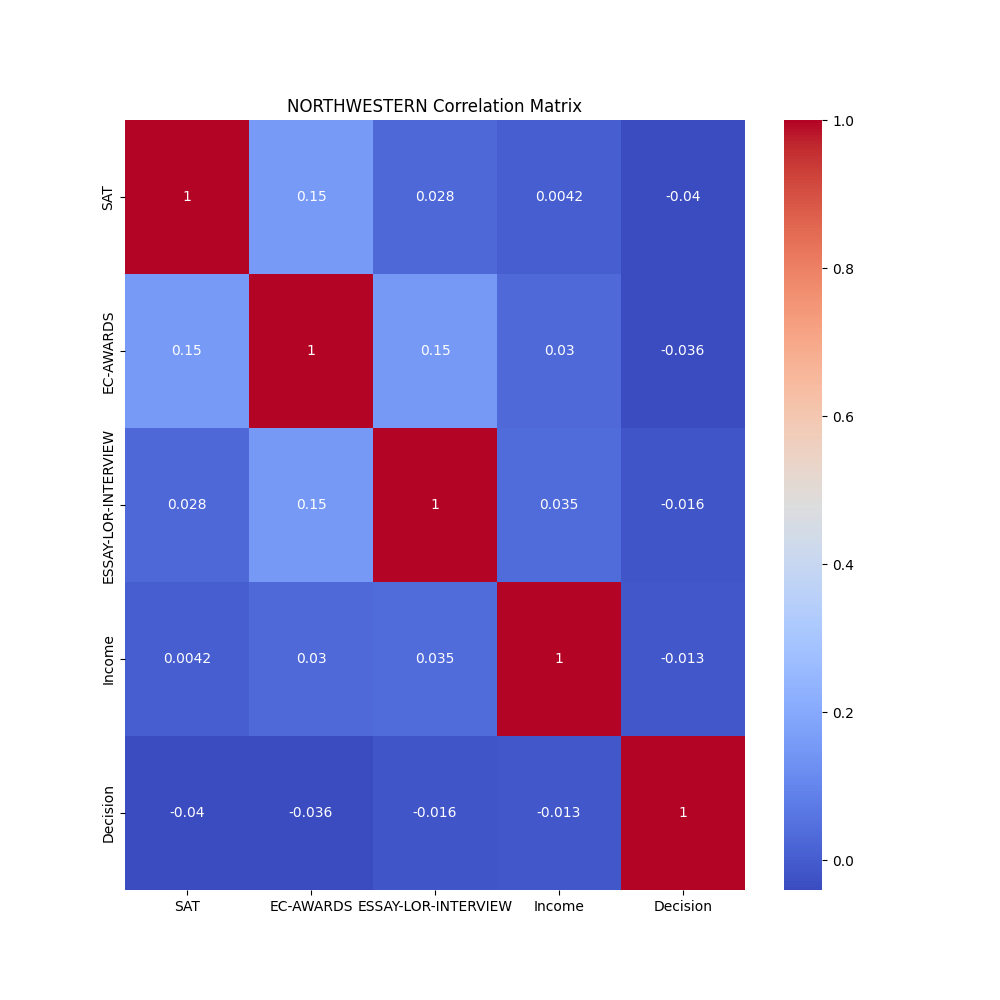 NORTHWESTERN Correlation Matrix
SAT
1
0.15
0.028
0.0042
-0.04
EC-AWARDS
0.15
1
0.15
0.03
-0.036
ESSAY-LOR-INTERVIEW
0.028
0.15
1
0.035
-0.016
Income
0.0042
0.03
0.035
1
-0.013
Decision
-0.04
-0.036
-0.016
-0.013
1
SAT
EC-AWARDS
ESSAY-LOR-INTERVIEW
Income
Decision
1.0
0.8
0.6
0.4
0.2
0.0